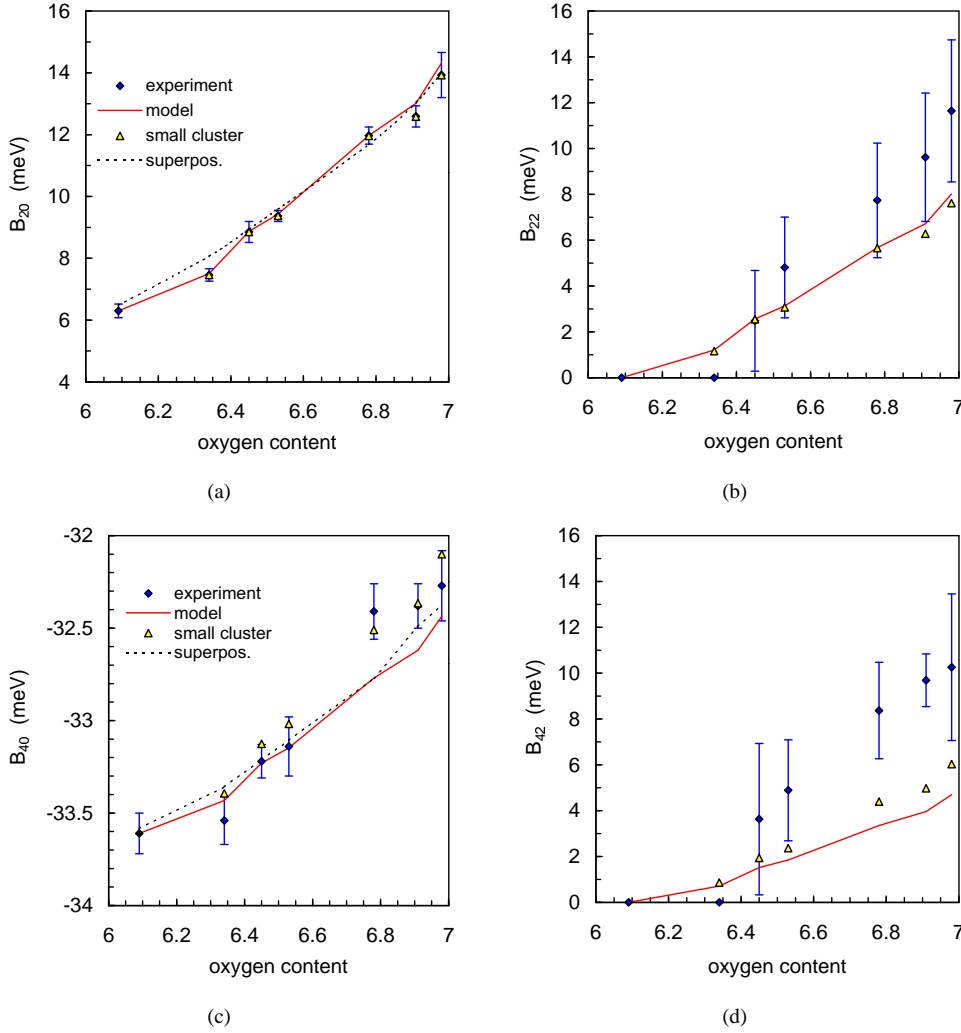 16
14
12
10
8
6
4
B20 (meV)
experiment
model
small cluster
superpos.
6 6.2 6.4 6.6 6.8 7
oxygen content
(a)
16
14
12
10
8
6
4
2
0
B22 (meV)
6 6.2 6.4 6.6 6.8 7
oxygen content
(b)
-32
-32.5
-33
-33.5
-34
B40 (meV)
experiment
model
small cluster
superpos.
6 6.2 6.4 6.6 6.8 7
oxygen content
(c)
16
14
12
10
8
6
4
2
0
B42 (meV)
6 6.2 6.4 6.6 6.8 7
oxygen content
(d)